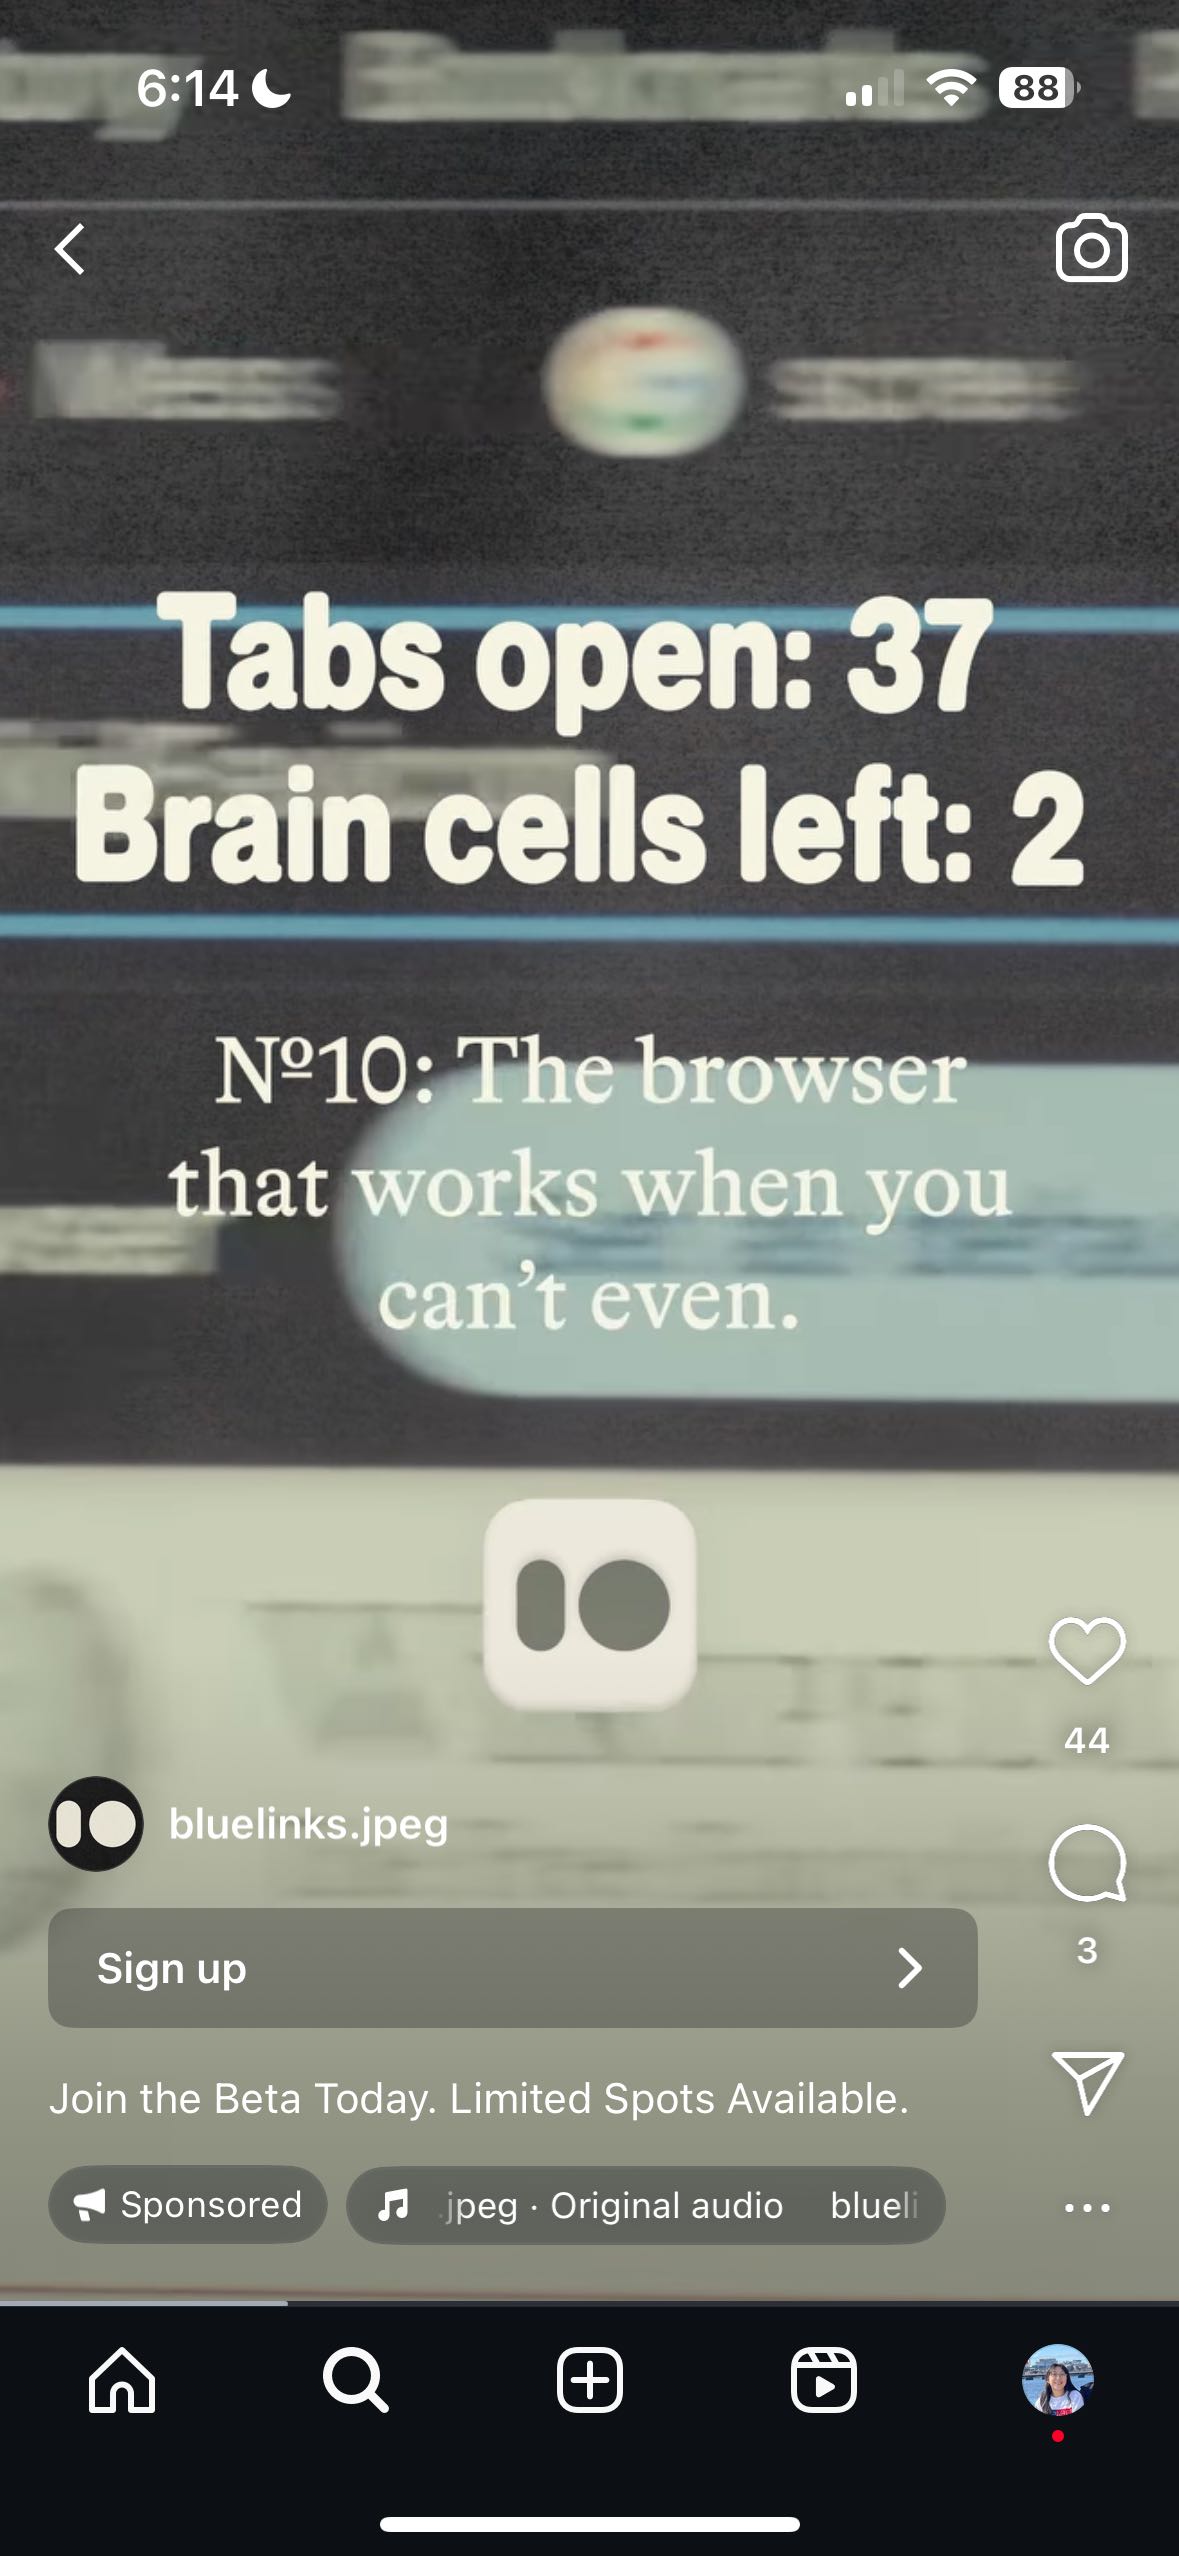 6:14
88
Tabs open: 37
Brain cells left: 2
Nº10: The browser
that works when you
can’t even.
44
bluelinks.jpeg
3
Sign up
Join the Beta Today. Limited Spots Available.
Sponsored
.jpeg · Original audio blueli